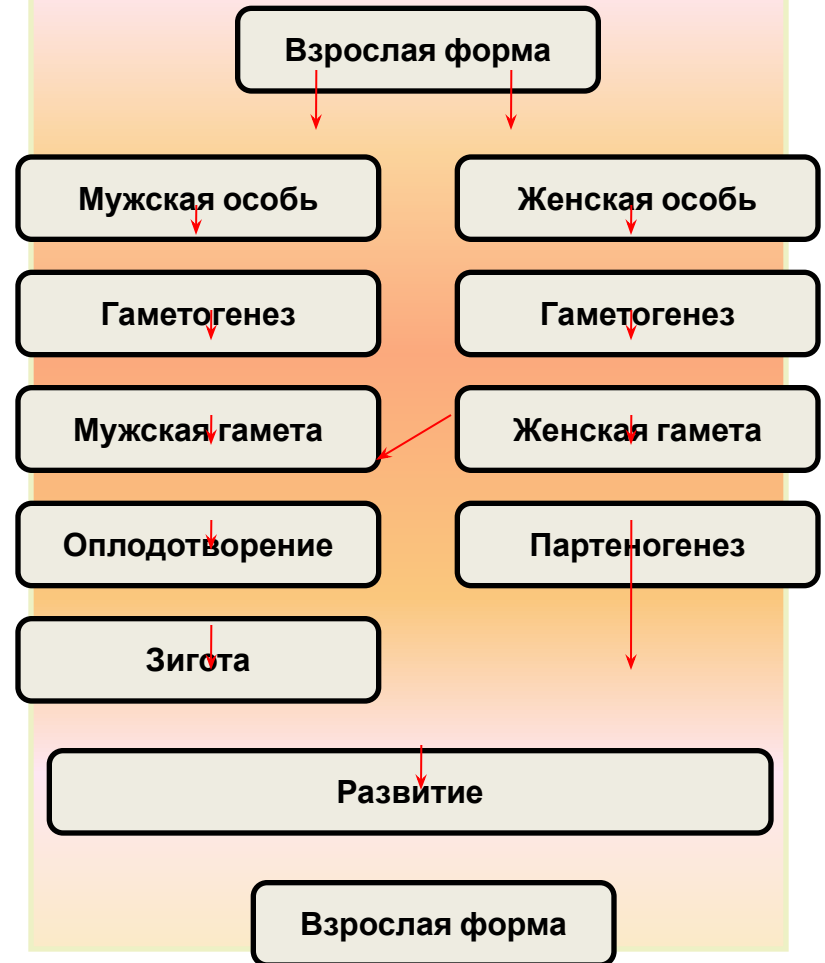 Взрослая форма
Мужская особь
Женская особь
Гаметогенез
Гаметогенез
Мужская гамета
Женская гамета
Оплодотворение
Партеногенез
Зигота
Развитие
Взрослая форма